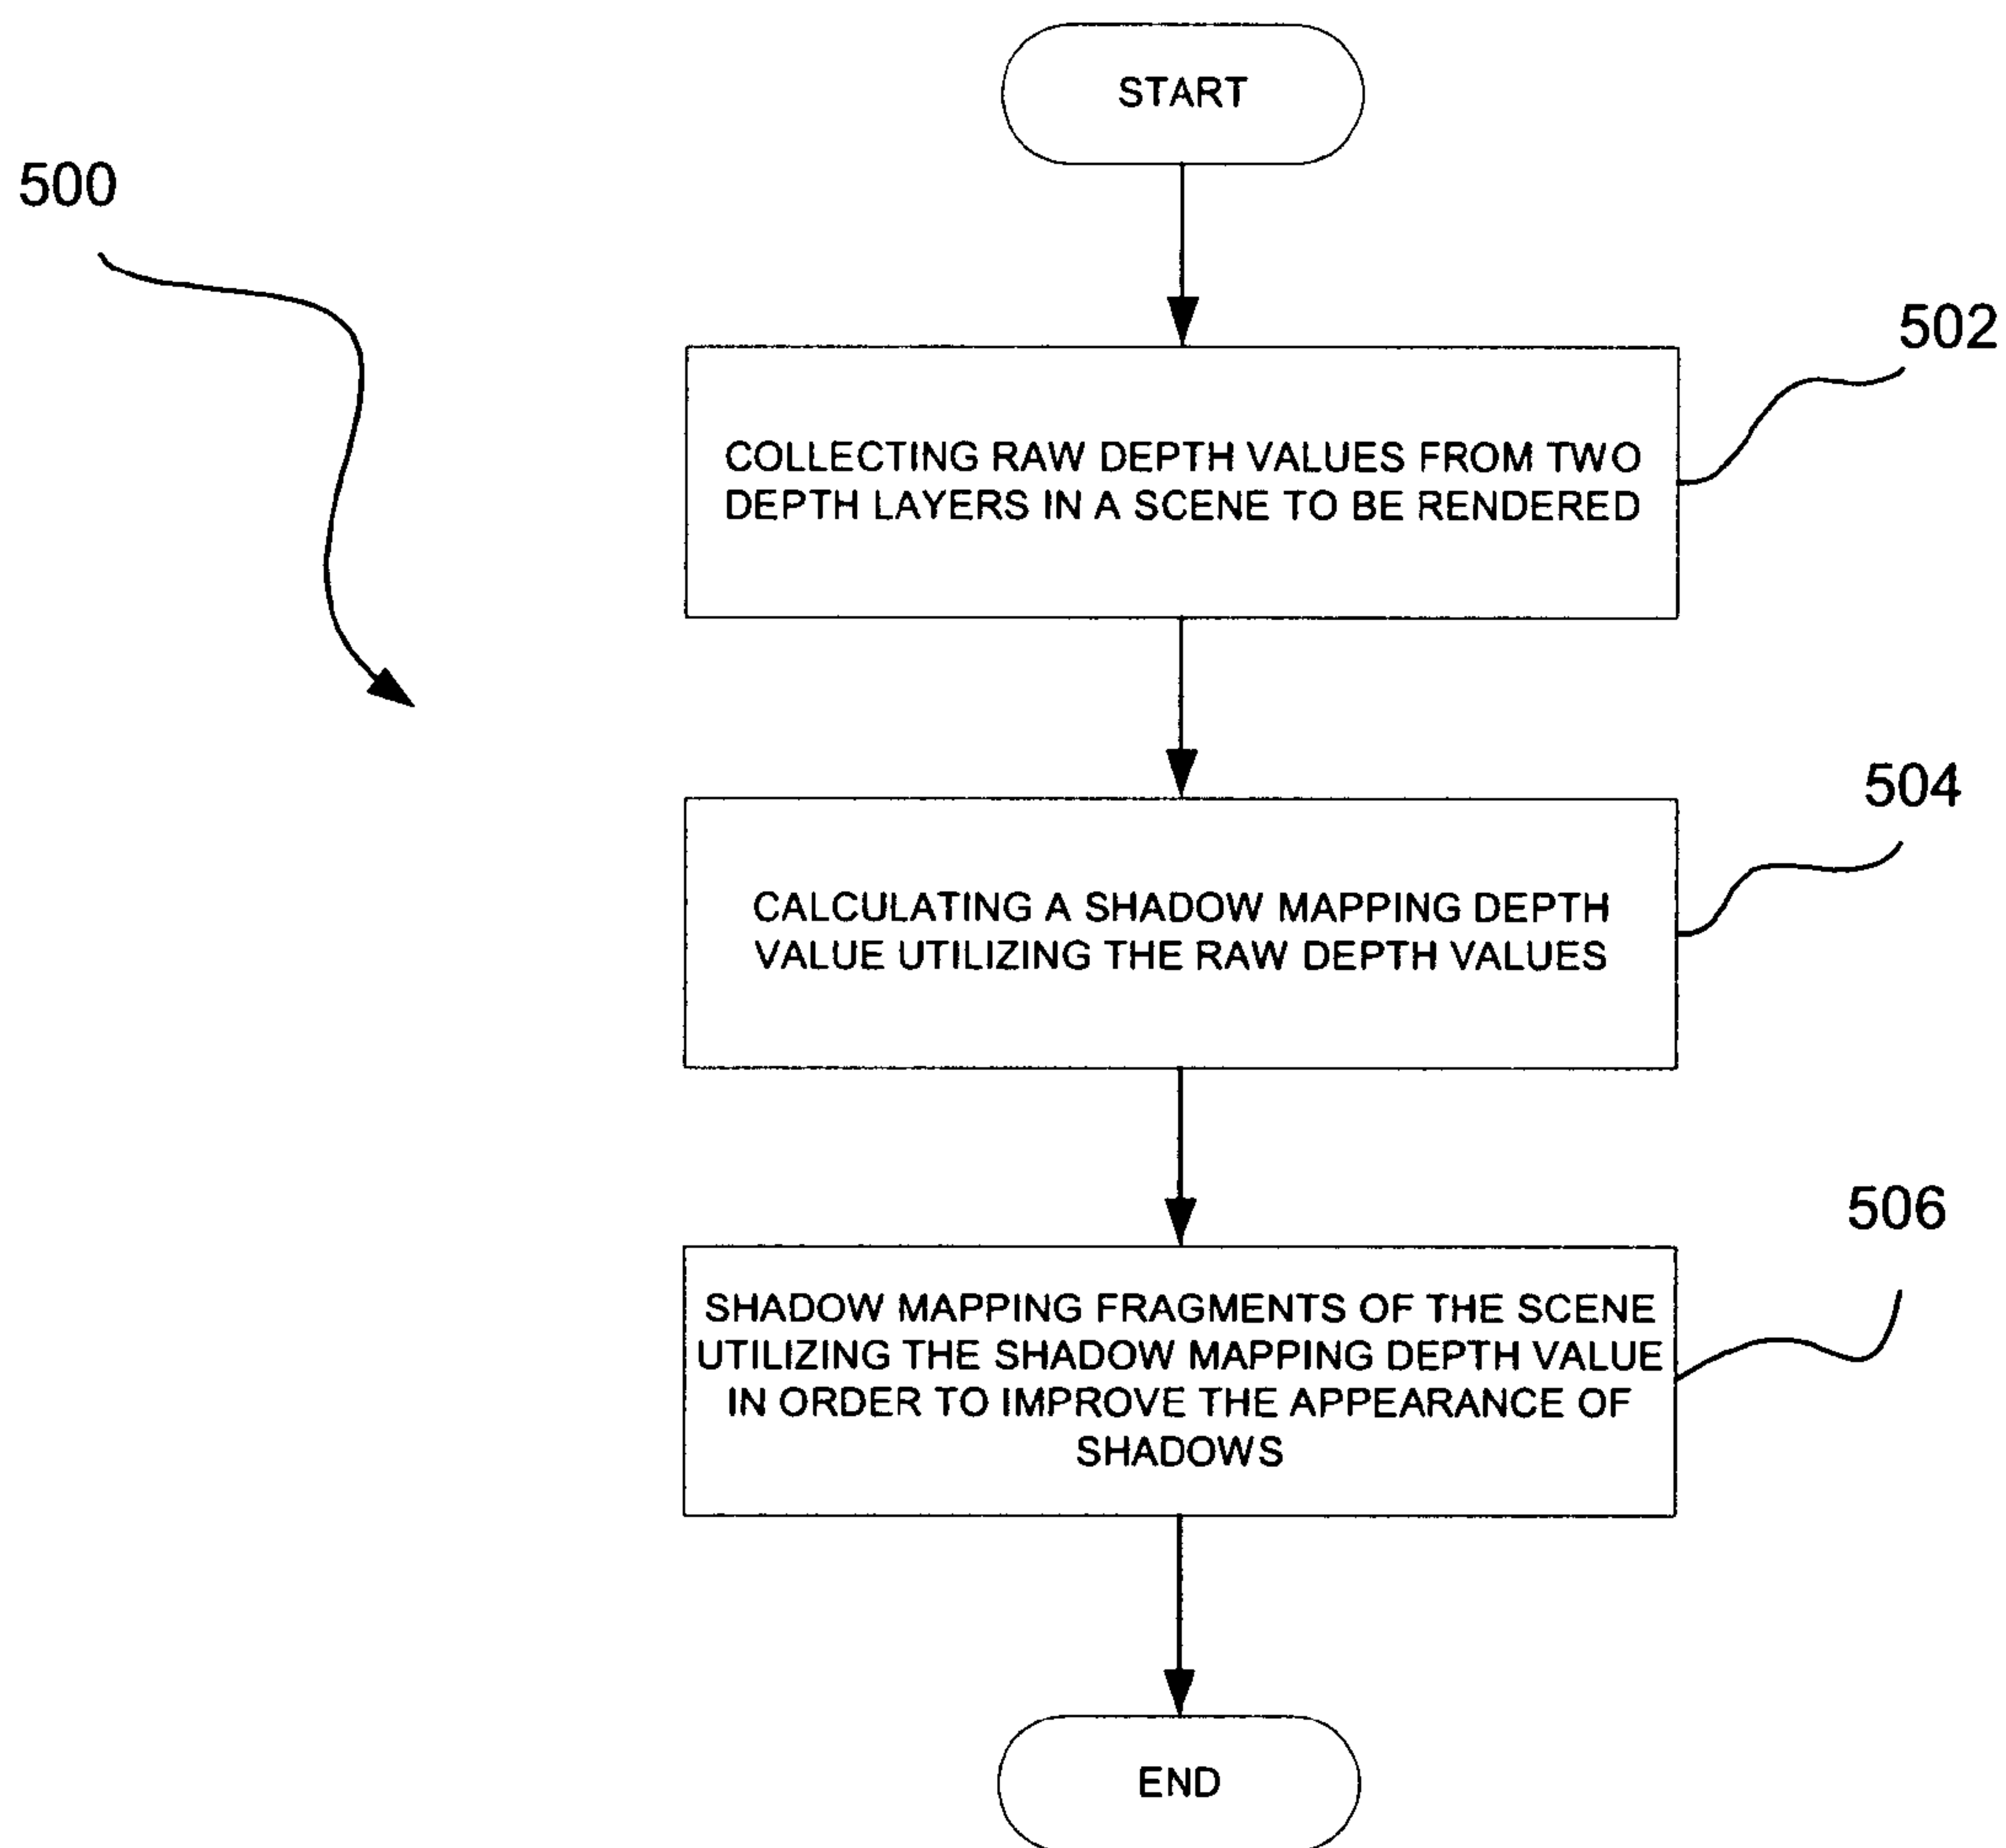 START
500
502
COLLECTING RAW DEPTH VALUES FROM TWO
DEPTH LAYERS IN A SCENE TO BE RENDERED
504
CALCULATING A SHADOW MAPPING DEPTH
VALUE UTILIZING THE RAW DEPTH VALUES
506
SHADOW MAPPING FRAGMENTS OF THE SCENE
UTILIZING THE SHADOW MAPPING DEPTH VALUE
IN ORDER TO IMPROVE THE APPEARANCE OF
SHADOWS
END